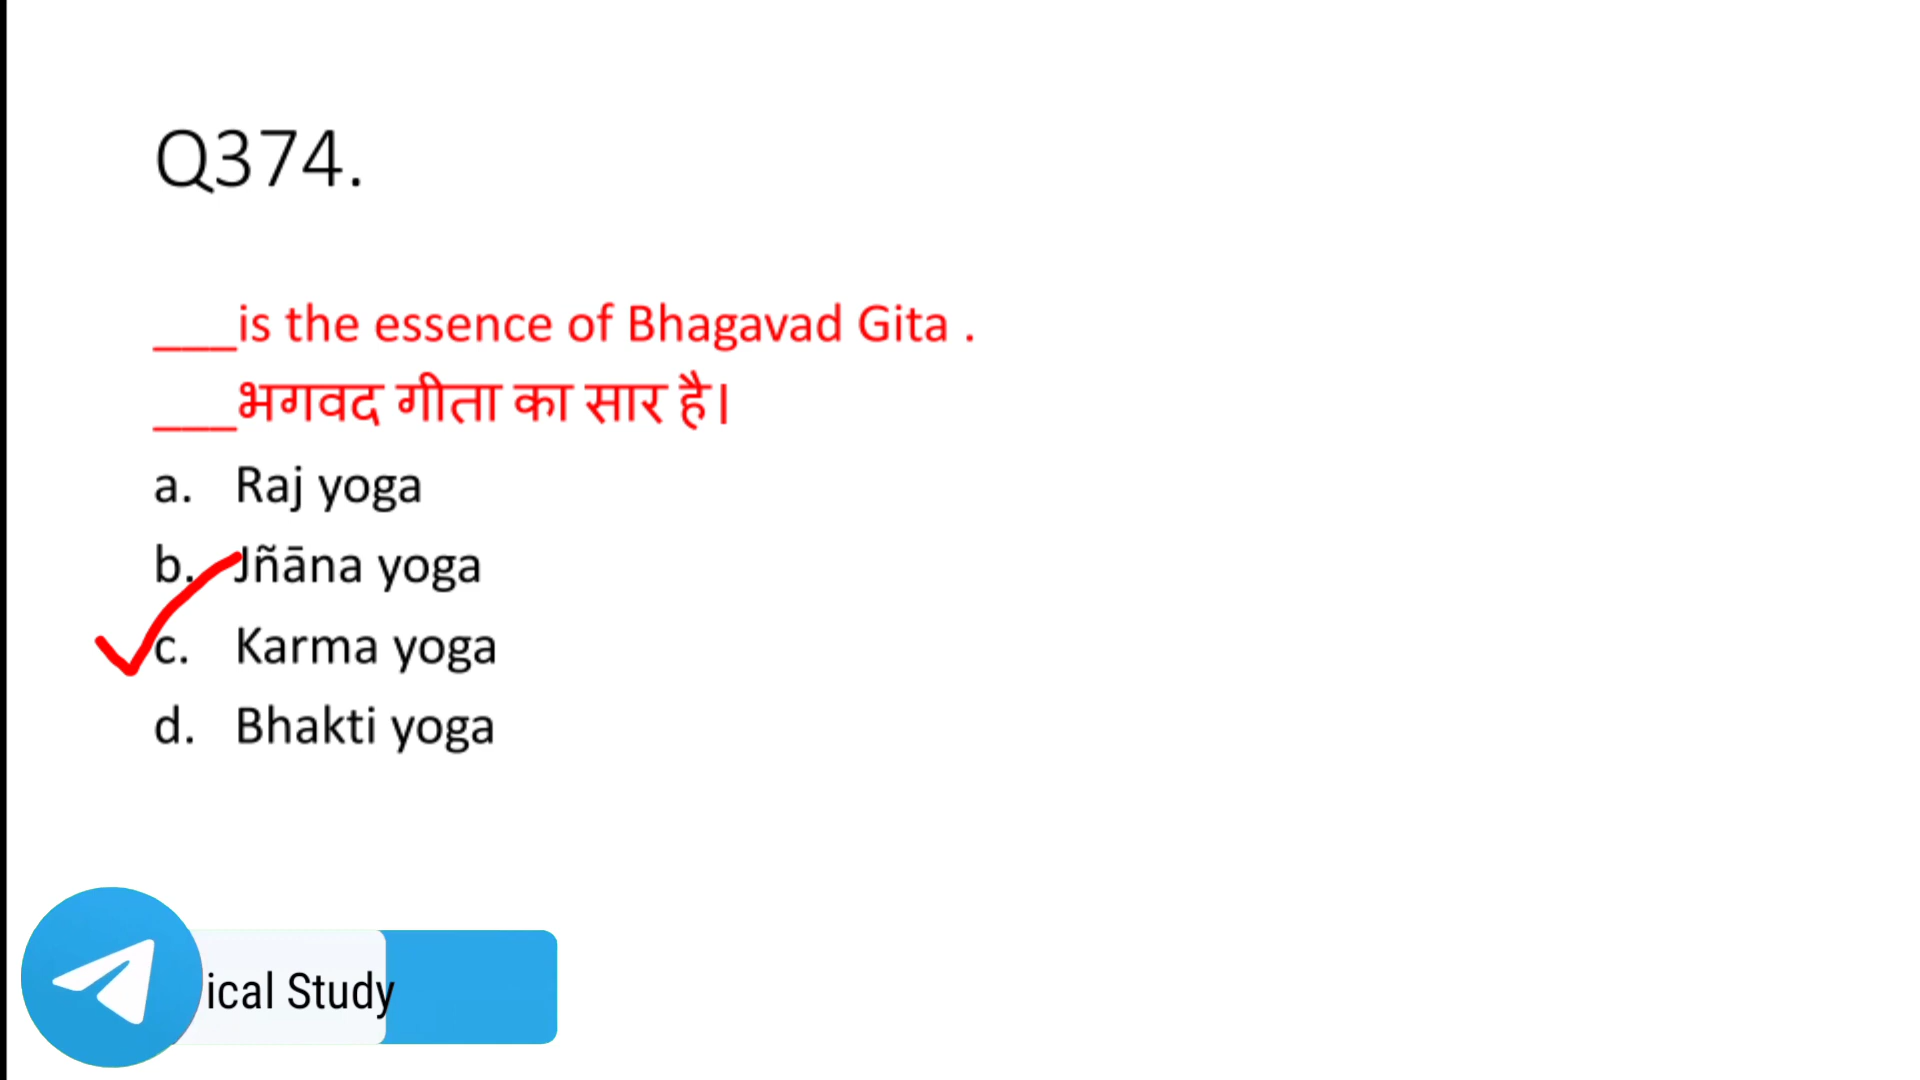 Q374.
___is the essence of Bhagavad Gita .
___भगवद गीता का सार है।
a. Raj yoga
b. Jñāna yoga
c. Karma yoga
d. Bhakti yoga
ical Study